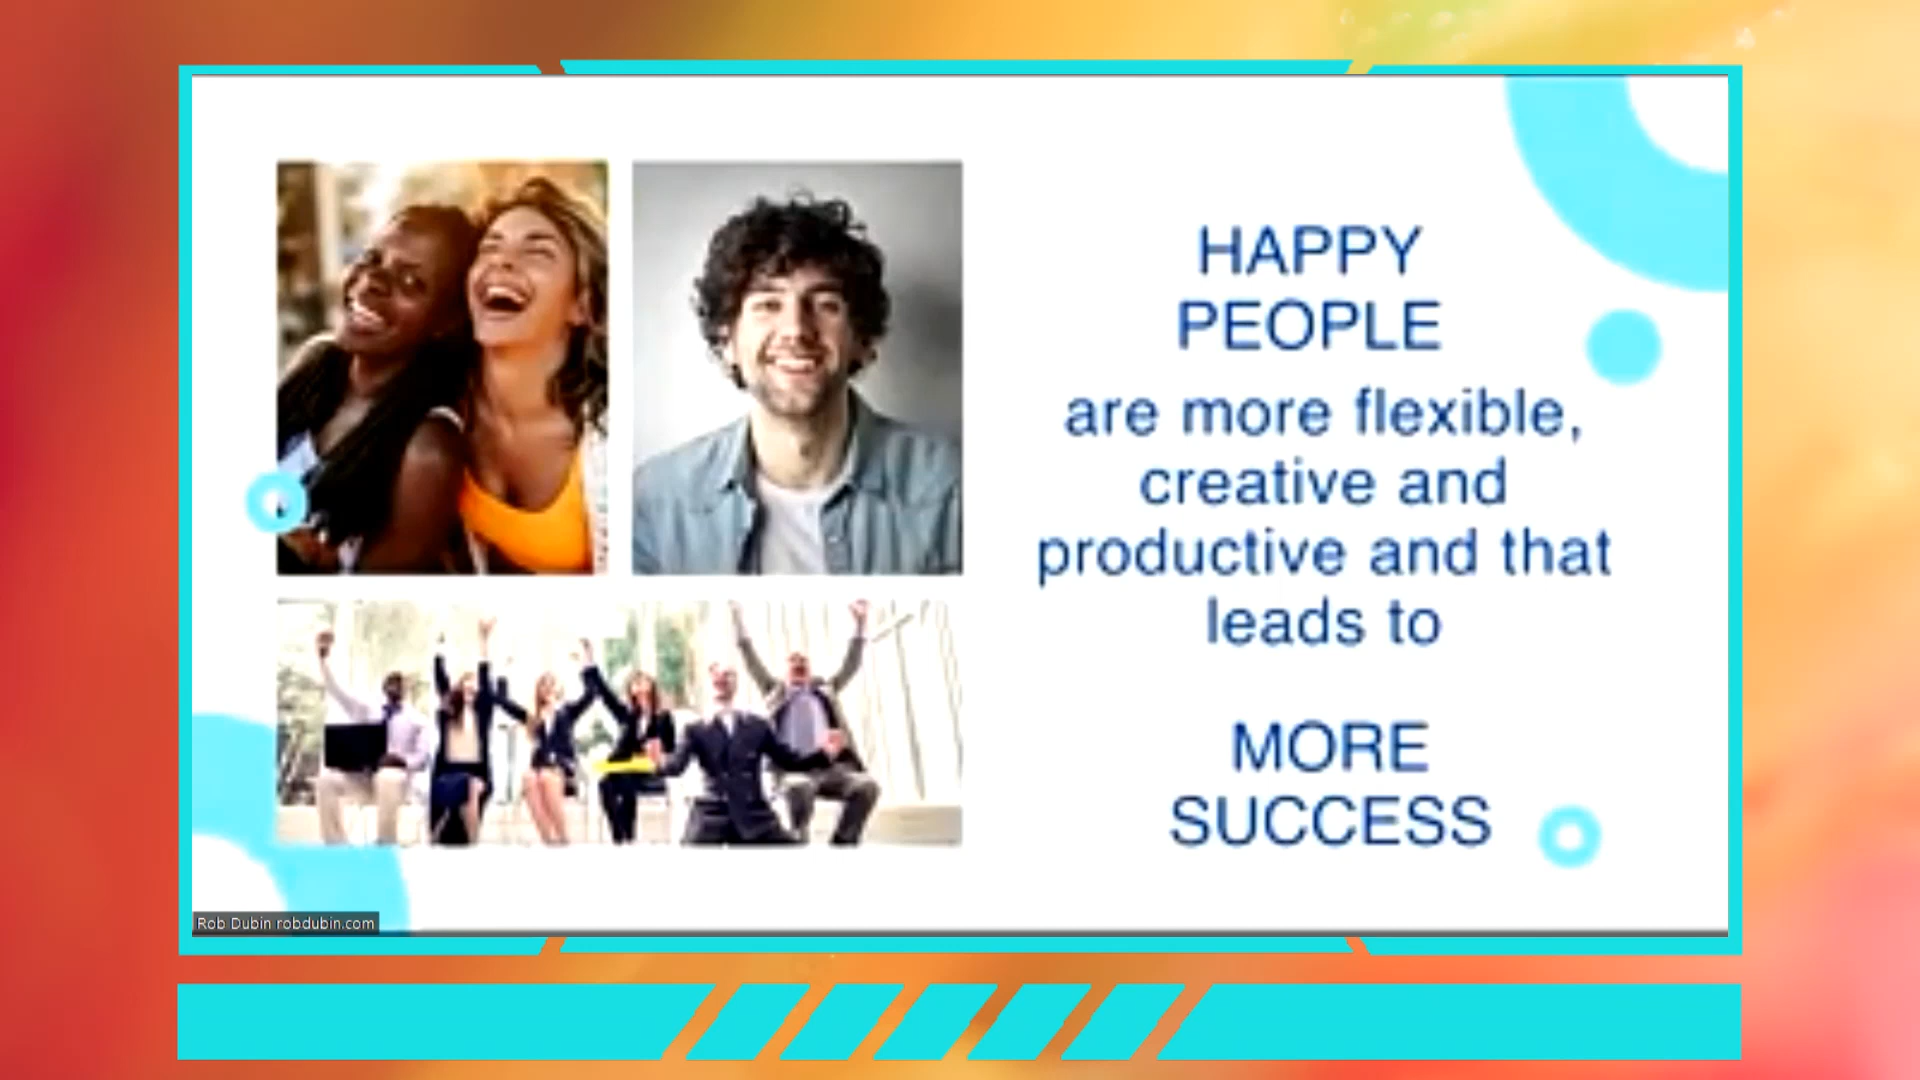 HAPPY
PEOPLE
are more flexible,
creative and
productive and that
leads to
MORE
SUCCESS
Rob Dubin robdubin.com